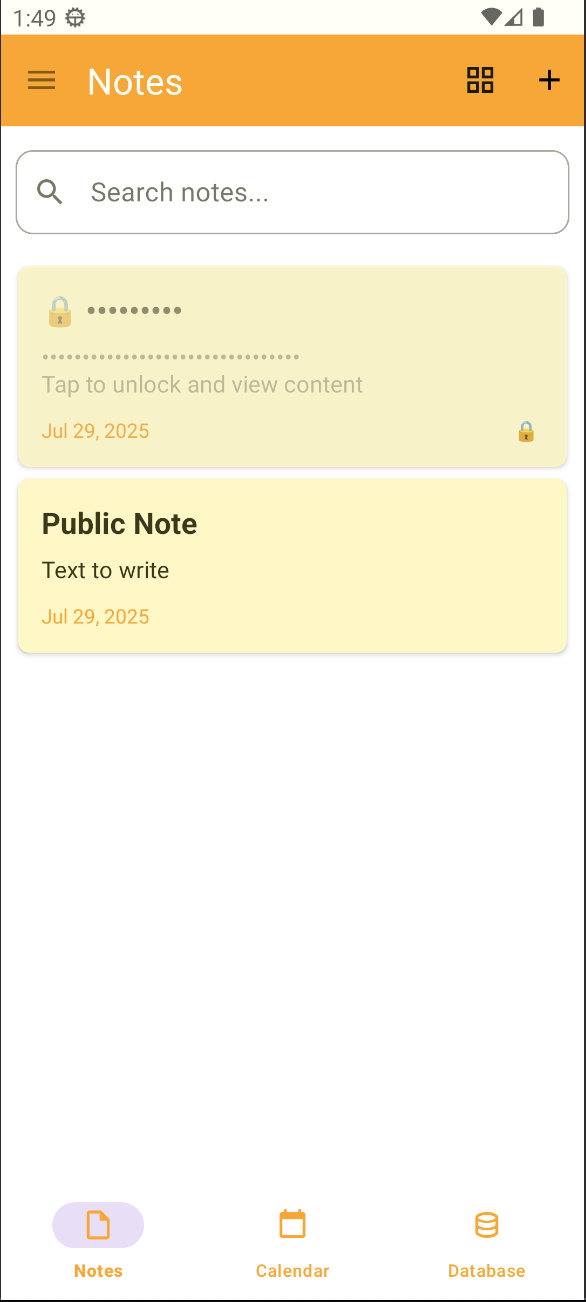 1:49
Notes
Search notes...
•••••••••
••••••••••••••••••••••••••••••••
Tap to unlock and view content
Jul 29, 2025
Public Note
Text to write
Jul 29, 2025
Notes
Calendar
Database